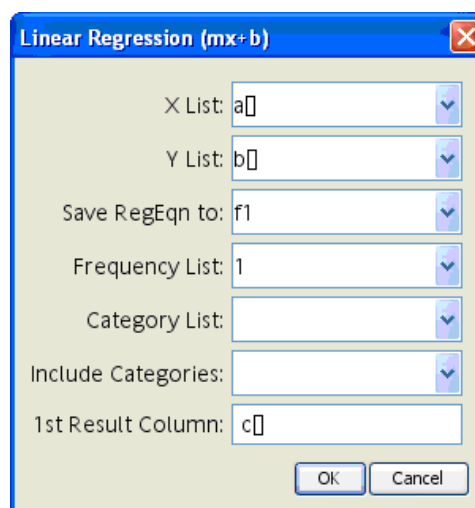 Linear Regression (mx+b)
X List: a[]
Y List: b[]
Save RegEqn to: f1
Frequency List: 1
Category List:
Include Categories:
1st Result Column: c[]
OK Cancel